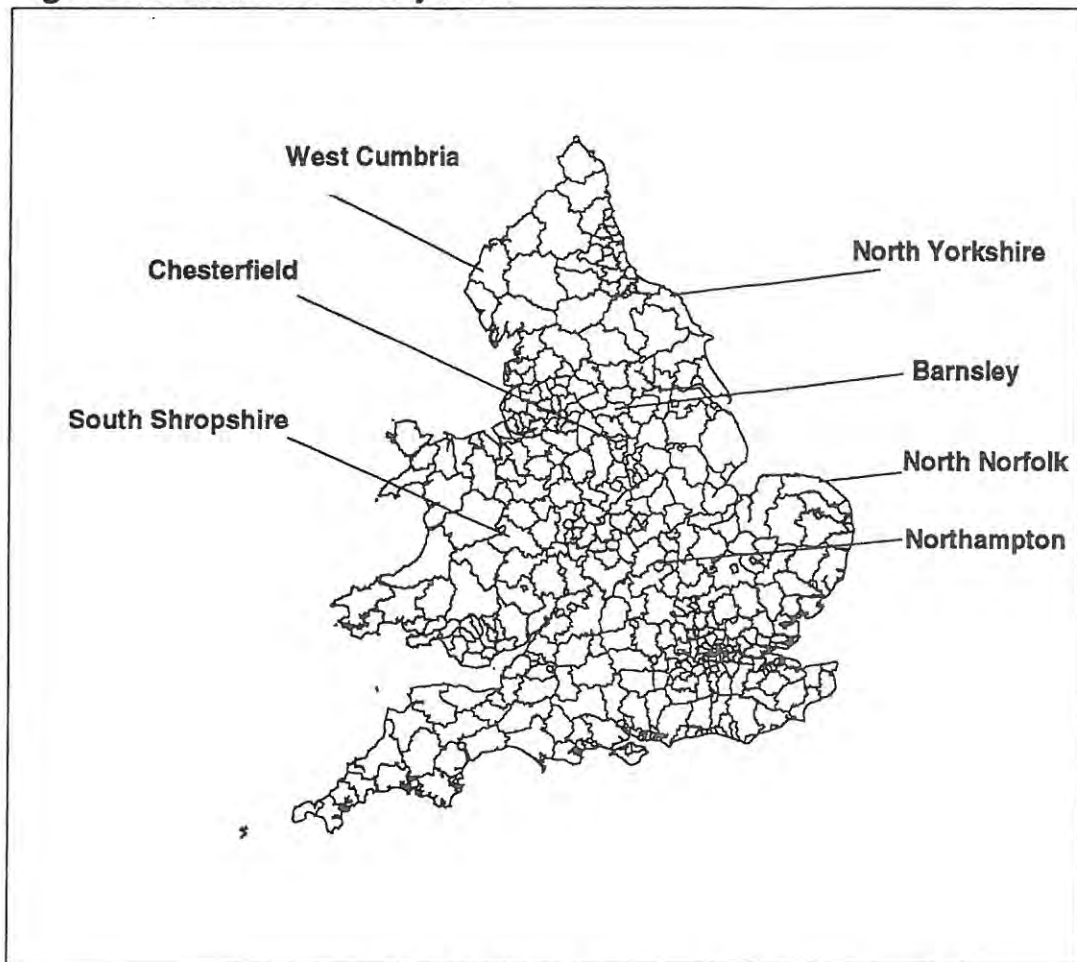 West Cumbria
North Yorkshire
Chesterfield
Barnsley
South Shropshire
North Norfolk
Northampton